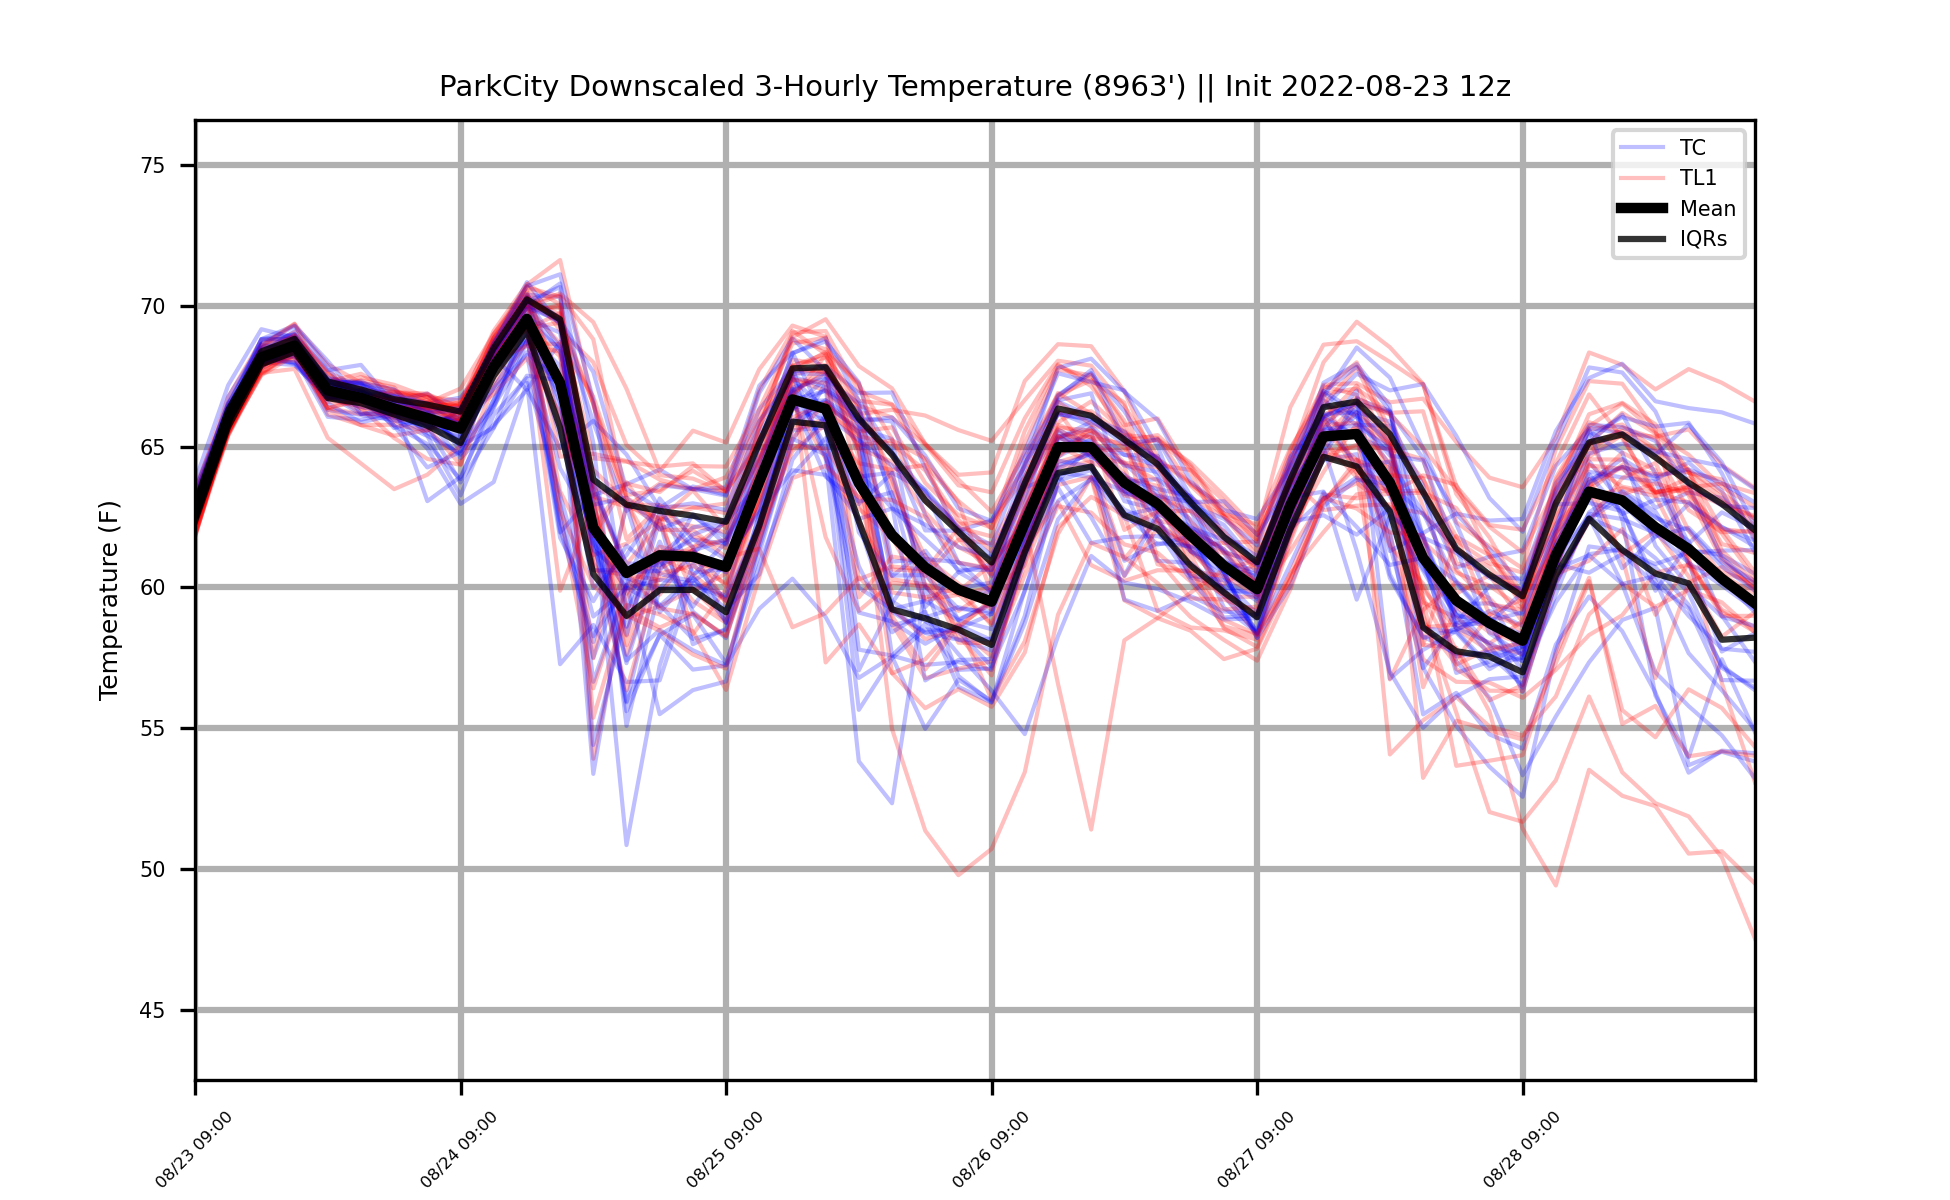 ParkCity Downscaled 3-Hourly Temperature (8963') || Init 2022-08-23 12z
TC
TL1
Mean
IQRs
Temperature (F)
75
70
65
60
55
50
45
08/23 09:00
08/24 09:00
08/25 09:00
08/26 09:00
08/27 09:00
08/28 09:00